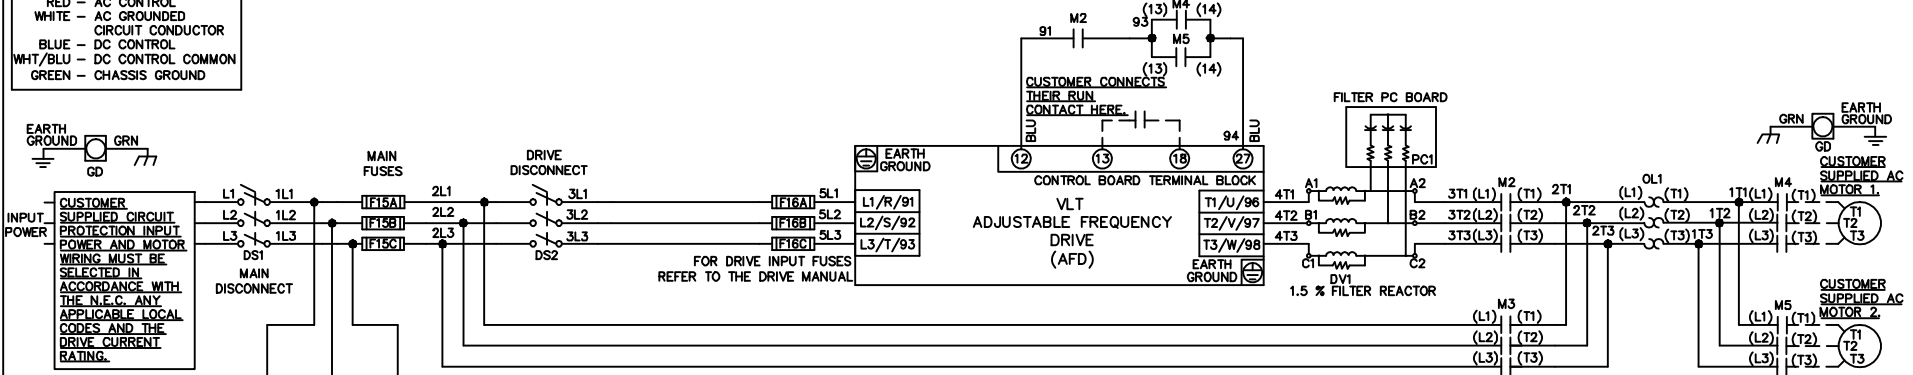 RED – AC CONTROL
WHITE – AC GROUNDED
CIRCUIT CONDUCTOR
BLUE – DC CONTROL
WHT/BLU – DC CONTROL COMMON
GREEN – CHASSIS GROUND
EARTH
GROUND
GRN
GD
INPUT
POWER
CUSTOMER
SUPPLIED CIRCUIT
PROTECTION INPUT
POWER AND MOTOR
WIRING MUST BE
SELECTED IN
ACCORDANCE WITH
THE N.E.C. ANY
APPLICABLE LOCAL
CODES AND THE
DRIVE CURRENT
RATING.
L1
L2
L3
1L1
1L2
1L3
DS1
MAIN
DISCONNECT
MAIN
FUSES
F15A
F15B
F15C
2L1
2L2
2L3
DRIVE
DISCONNECT
3L1
3L2
3L3
DS2
F16A
F16B
F16C
5L1
5L2
5L3
FOR DRIVE INPUT FUSES
REFER TO THE DRIVE MANUAL
91
M2
93
(13) M4 (14)
M5
(13) (14)
CUSTOMER CONNECTS
THEIR RUN
CONTACT HERE.
BLU
94
BLU
12 13 18 27
CONTROL BOARD TERMINAL BLOCK
EARTH
GROUND
L1/R/91
L2/S/92
L3/T/93
VLT
ADJUSTABLE FREQUENCY
DRIVE
(AFD)
T1/U/96
T2/V/97
T3/W/98
EARTH
GROUND
4T1
4T2
4T3
A1
B1
C1
A2
B2
C2
DV1
1.5 % FILTER REACTOR
FILTER PC BOARD
PC1
M2
3T1 (L1) (T1)
3T2 (L2) (T2)
3T3 (L3) (T3)
2T1
2T2
2T3
OL1
(L1) (T1)
(L2) (T2)
(L3) (T3)
1T1
1T2
1T3
M4
(L1) (T1)
(L2) (T2)
(L3) (T3)
GRN
GD
EARTH
GROUND
CUSTOMER
SUPPLIED AC
MOTOR 1.
T1
T2
T3
M3
(L1) (T1)
(L2) (T2)
(L3) (T3)
M5
(L1) (T1)
(L2) (T2)
(L3) (T3)
CUSTOMER
SUPPLIED AC
MOTOR 2.
T1
T2
T3